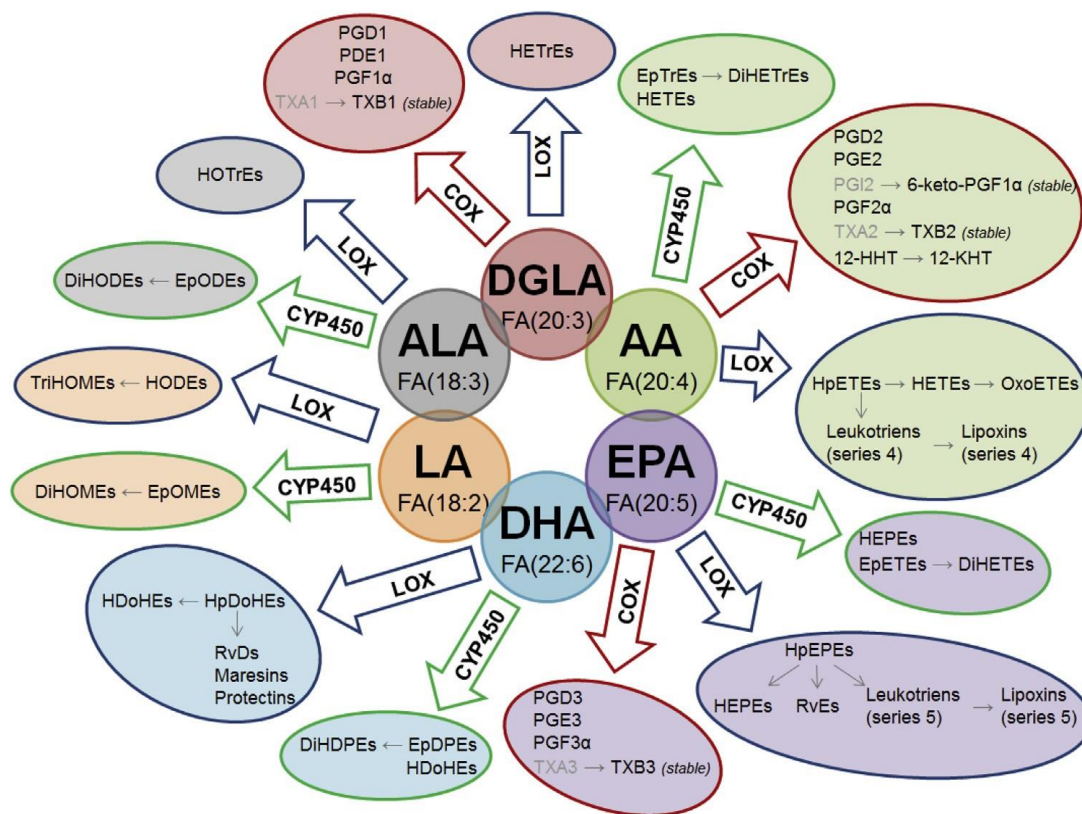 PGD1
PDE1
PGF1α
TXA1 → TXB1 (stable)
COX
HETrEs
LOX
EpTrEs → DiHETrEs
HETEs
CYP450
PGD2
PGE2
PGI2 → 6-keto-PGF1α (stable)
PGF2α
TXA2 → TXB2 (stable)
12-HHT → 12-KHT
COX
HOTrEs
LOX
DiHODEs ← EpODEs
CYP450
DGLA
FA(20:3)
ALA
FA(18:3)
AA
FA(20:4)
LOX
HpETEs → HETEs → OxoETEs
↓
Leukotriens → Lipoxins
(series 4) (series 4)
TriHOMEs ← HODEs
LOX
LA
FA(18:2)
EPA
FA(20:5)
DHA
FA(22:6)
DiHOMEs ← EpOMEs
CYP450
CYP450
HEPEs
EpETEs → DiHETEs
LOX
HDoHEs ← HpDoHEs
↓
RvDs
Maresins
Protectins
CYP450
DiHDPEs ← EpDPEs
HDoHEs
COX
PGD3
PGE3
PGF3α
TXA3 → TXB3 (stable)
LOX
HpEPEs
HEPEs RvEs Leukotriens → Lipoxins
(series 5) (series 5)